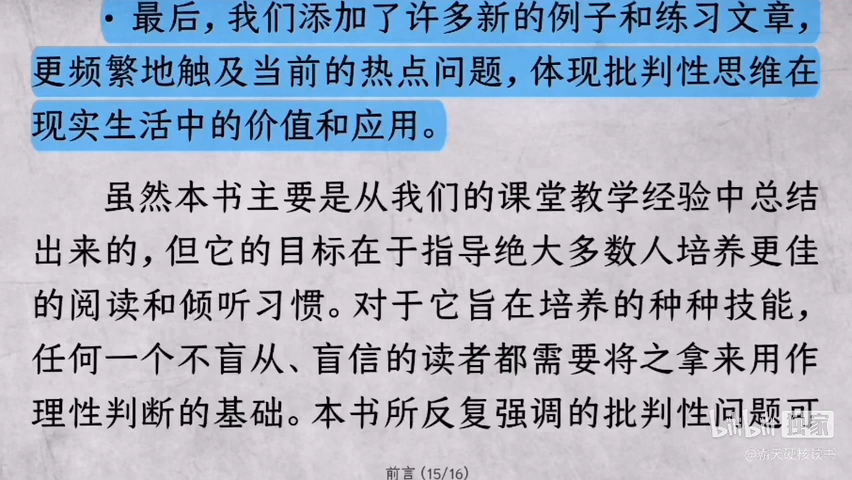 · 最后，我们添加了许多新的例子和练习文章，
更频繁地触及当前的热点问题，体现批判性思维在
现实生活中的价值和应用。
虽然本书主要是从我们的课堂教学经验中总结
出来的，但它的目标在于指导绝大多数人培养更佳
的阅读和倾听习惯。对于它旨在培养的种种技能，
任何一个不盲从、盲信的读者都需要将之拿来用作
理性判断的基础。本书所反复强调的批判性问题可
bilibili 独家
前言（15/16）